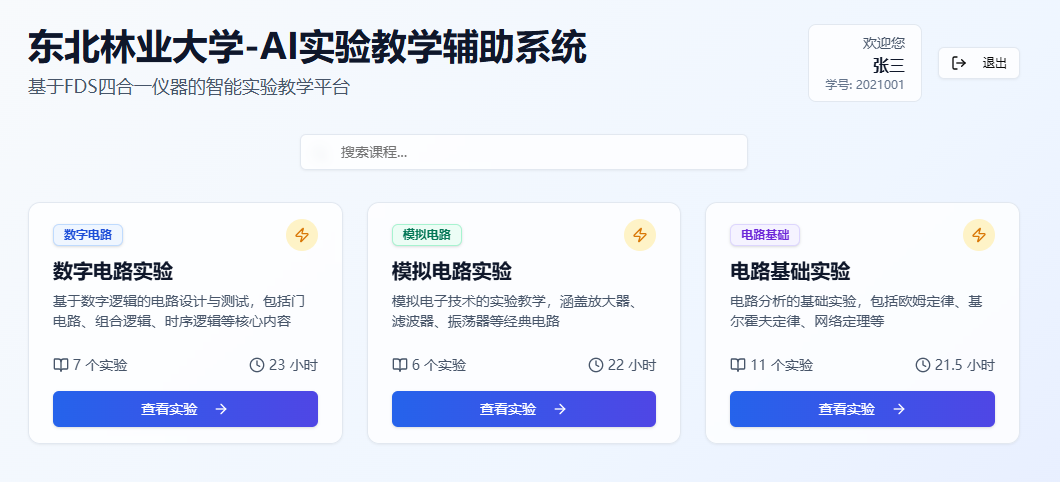 东北林业大学-AI实验教学辅助系统
基于FDS四合一仪器的智能实验教学平台
欢迎您
张三
学号: 2021001
退出
搜索课程...
数字电路
数字电路实验
基于数字逻辑的电路设计与测试，包括门
电路、组合逻辑、时序逻辑等核心内容
7 个实验
23 小时
查看实验 →
模拟电路
模拟电路实验
模拟电子技术的实验教学，涵盖放大器、
滤波器、振荡器等经典电路
6 个实验
22 小时
查看实验 →
电路基础
电路基础实验
电路分析的基础实验，包括欧姆定律、基
尔霍夫定律、网络定理等
11 个实验
21.5 小时
查看实验 →